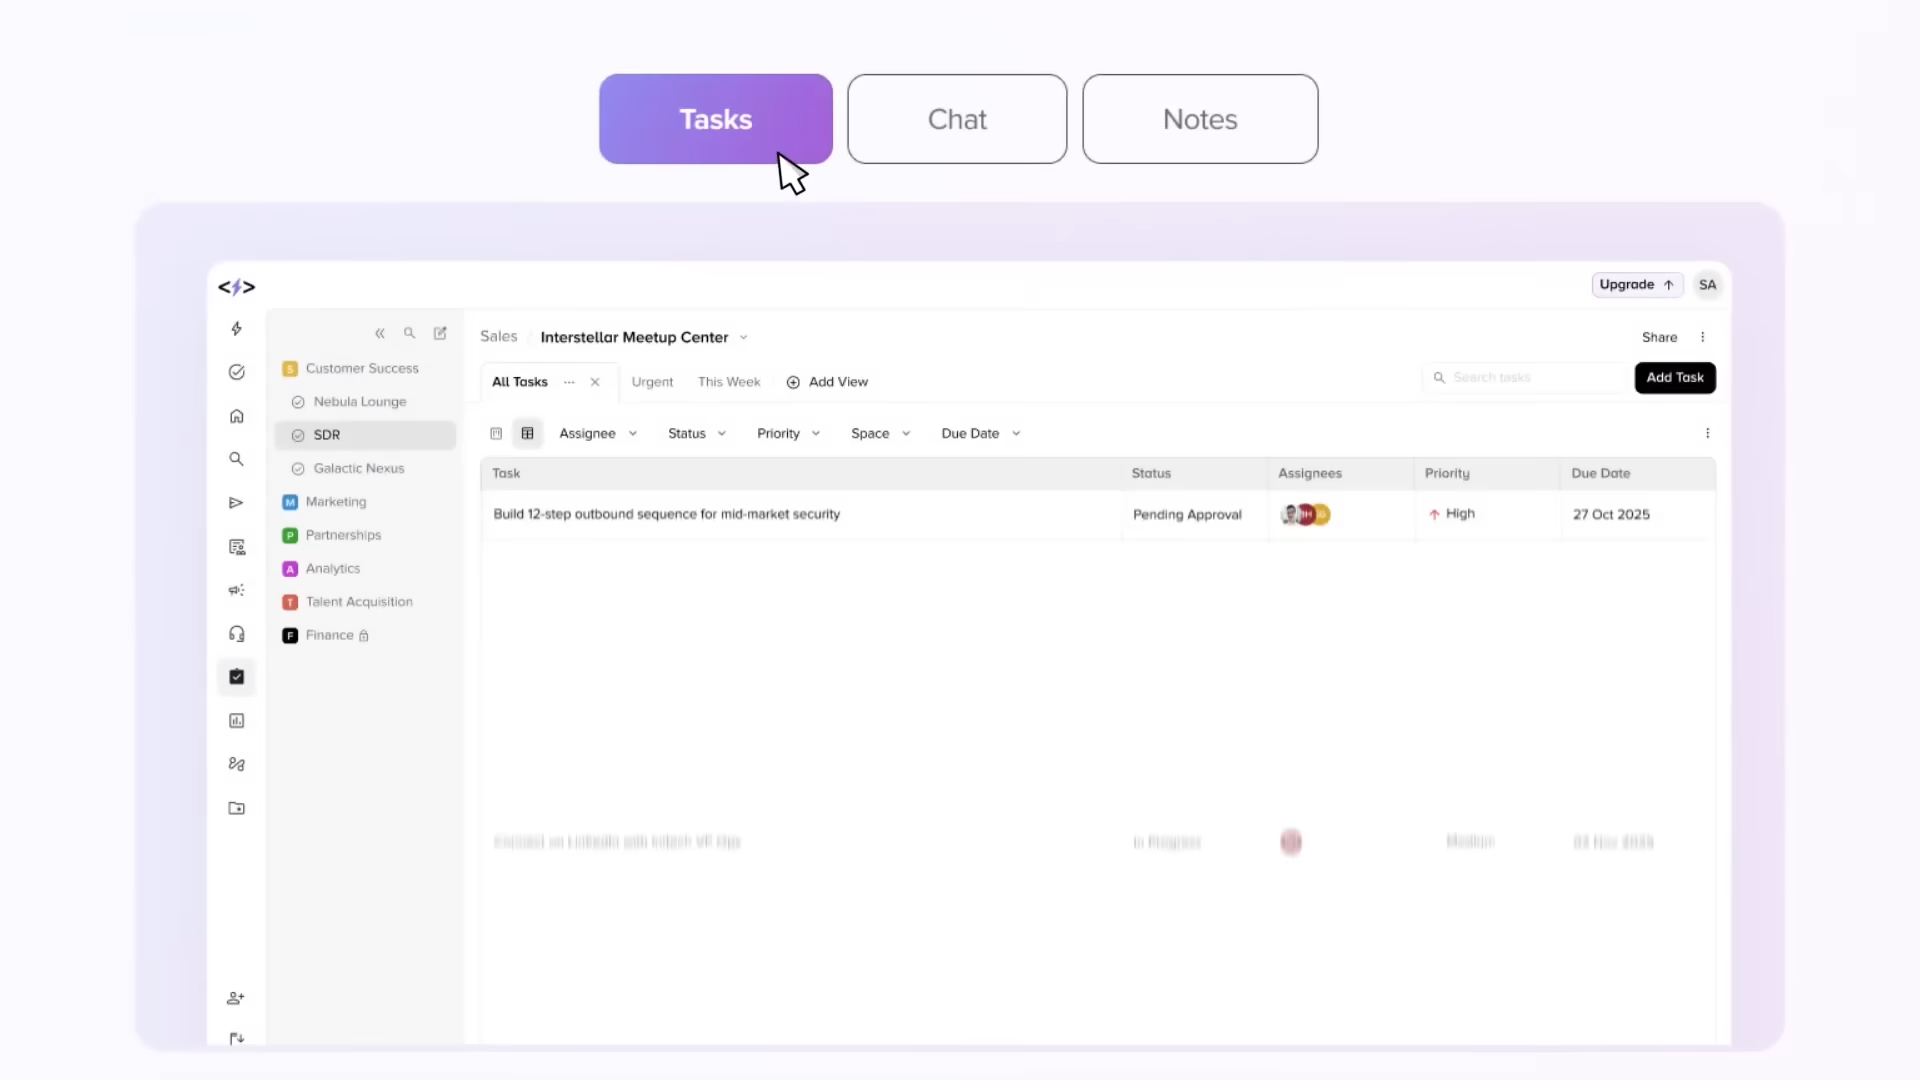 Tasks
Chat
Notes
Upgrade
SA
Sales / Interstellar Meetup Center
Share
All Tasks
Urgent
This Week
Add View
Search tasks
Add Task
S Customer Success
Nebula Lounge
SDR
Galactic Nexus
M Marketing
P Partnerships
A Analytics
T Talent Acquisition
F Finance
Assignee
Status
Priority
Space
Due Date
Task
Status
Assignees
Priority
Due Date
Build 12-step outbound sequence for mid-market security
Pending Approval
High
27 Oct 2025
In Progress
Medium